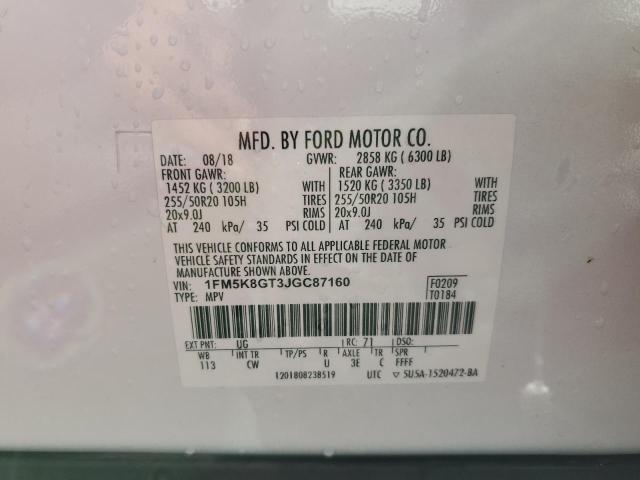 MFD. BY FORD MOTOR CO.
DATE: 08/18 GVWR: 2858 KG ( 6300 LB)
FRONT GAWR: REAR GAWR:
1452 KG ( 3200 LB) WITH 1520 KG ( 3350 LB) WITH
255/50R20 105H TIRES 255/50R20 105H TIRES
20x9.0J RIMS 20x9.0J RIMS
AT 240 kPa/ 35 PSI COLD AT 240 kPa/ 35 PSI COLD
THIS VEHICLE CONFORMS TO ALL APPLICABLE FEDERAL MOTOR
VEHICLE SAFETY STANDARDS IN EFFECT ON THE DATE OF
MANUFACTURE SHOWN ABOVE.
VIN: 1FM5K8GT3JGC87160 F0209
TYPE: MPV T0184
EXT PNT: UG RC: 71 DSO:
WB INT TR TP/PS R AXLE TR SPR
113 CW U 3E C FFFF
1201808238519 UTC ▽ SU5A-1520472-BA